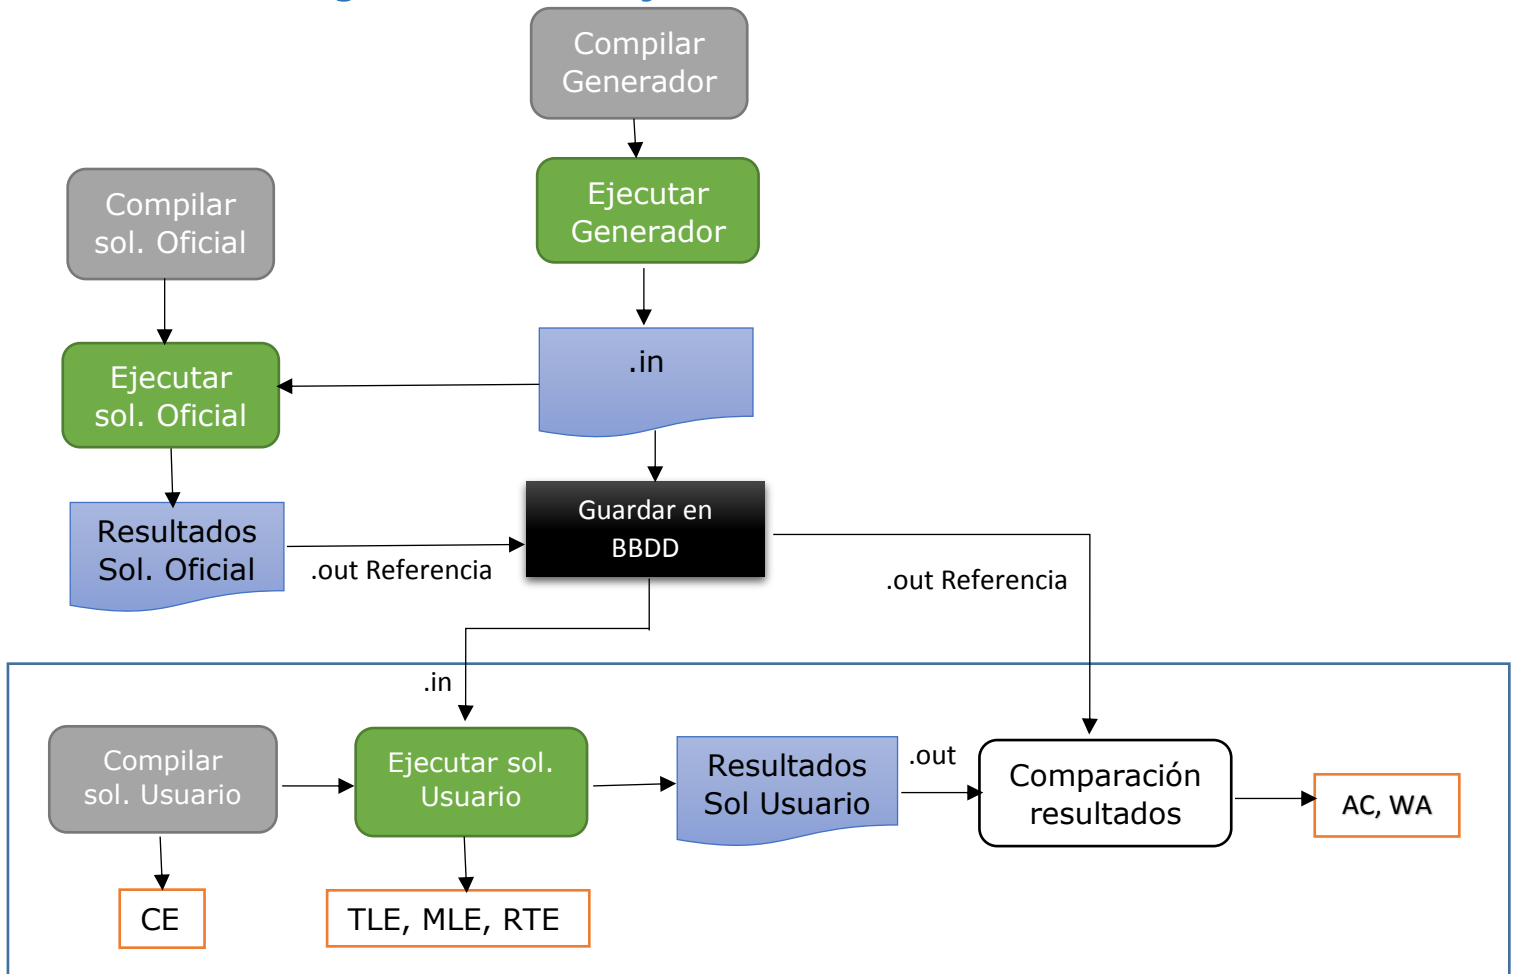 Compilar
Generador
Ejecutar
Generador
Compilar
sol. Oficial
.in
Ejecutar
sol. Oficial
Guardar en
BBDD
Resultados
Sol. Oficial
.out Referencia
.out Referencia
.in
Compilar
sol. Usuario
Ejecutar sol.
Usuario
Resultados
Sol Usuario
.out
Comparación
resultados
AC, WA
CE
TLE, MLE, RTE